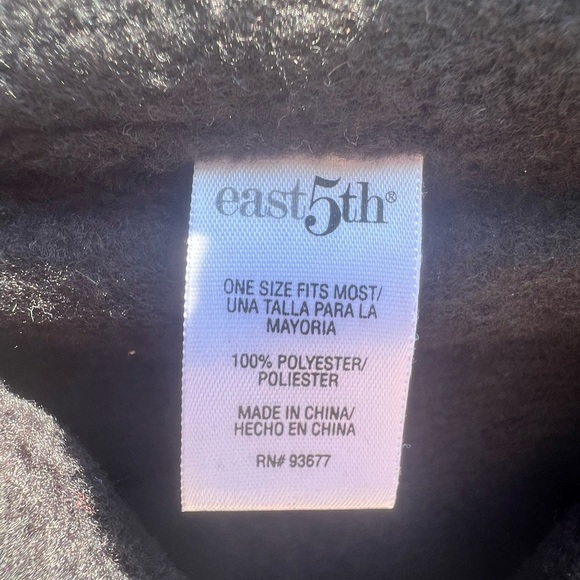 east5th®
ONE SIZE FITS MOST/
UNA TALLA PARA LA
MAYORIA
100% POLYESTER/
POLIESTER
MADE IN CHINA/
HECHO EN CHINA
RN# 93677